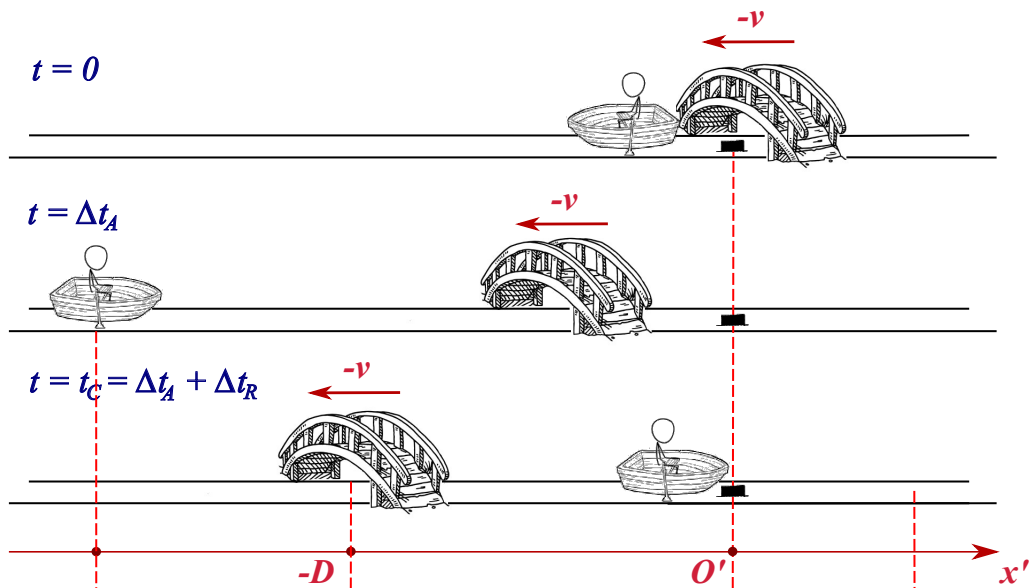 -v
t = 0
-v
t = Δt_A
-v
t = t_C = Δt_A + Δt_R
-D
O'
x'